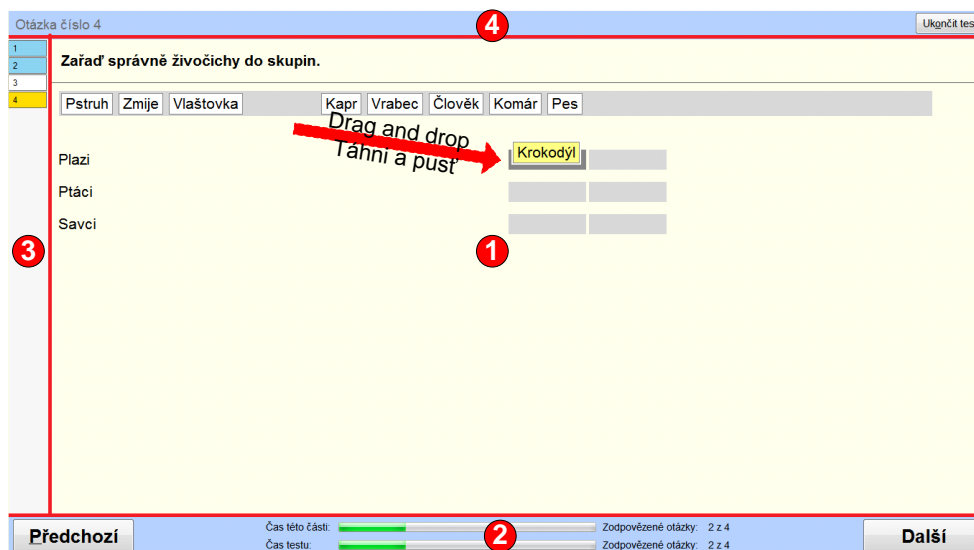 Otázka číslo 4
4
Ukončit tes
1
2
3
4
Zařaď správně živočichy do skupin.
Pstruh Zmije Vlaštovka Kapr Vrabec Člověk Komár Pes
Drag and drop
Táhni a pusť
Krokodýl
Plazi
Ptáci
Savci
3
1
Předchozí
Čas této části:
Zodpovězené otázky: 2 z 4
2
Čas testu:
Zodpovězené otázky: 2 z 4
Další